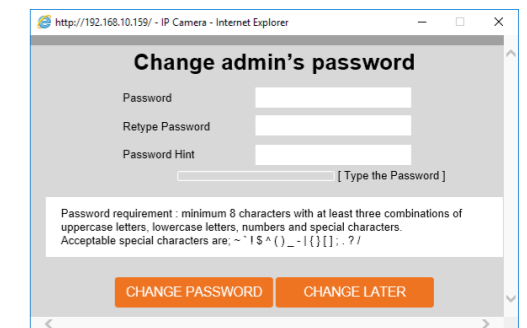 http://192.168.10.159/ - IP Camera - Internet Explorer
Change admin's password
Password
Retype Password
Password Hint
[ Type the Password ]
Password requirement : minimum 8 characters with at least three combinations of
uppercase letters, lowercase letters, numbers and special characters.
Acceptable special characters are; ~ ` ! $ ^ ( ) _ - | { } [ ] ; . ? /
CHANGE PASSWORD
CHANGE LATER